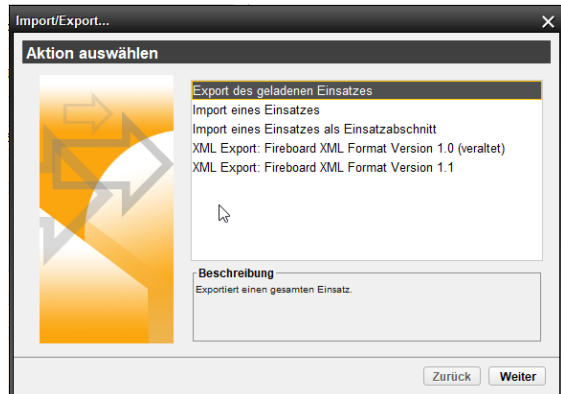 Import/Export...
Aktion auswählen
Export des geladenen Einsatzes
Import eines Einsatzes
Import eines Einsatzes als Einsatzabschnitt
XML Export: Fireboard XML Format Version 1.0 (veraltet)
XML Export: Fireboard XML Format Version 1.1
Beschreibung
Exportiert einen gesamten Einsatz.
Zurück Weiter